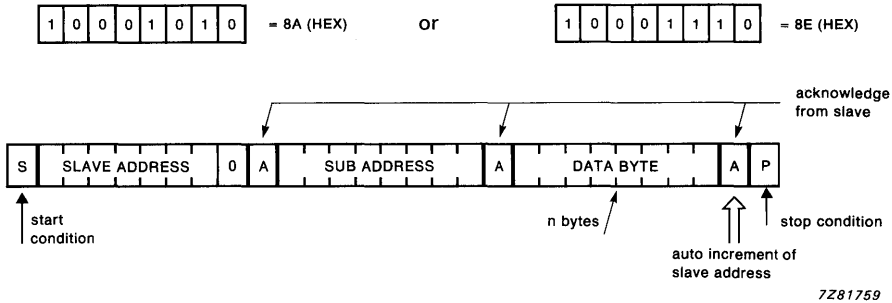 1 0 0 0 1 0 1 0 = 8A (HEX) or 1 0 0 0 1 1 1 0 = 8E (HEX)
acknowledge
from slave
S SLAVE ADDRESS 0 A SUB ADDRESS A DATA BYTE A P
start
condition
n bytes
stop condition
auto increment of
slave address
7Z81759